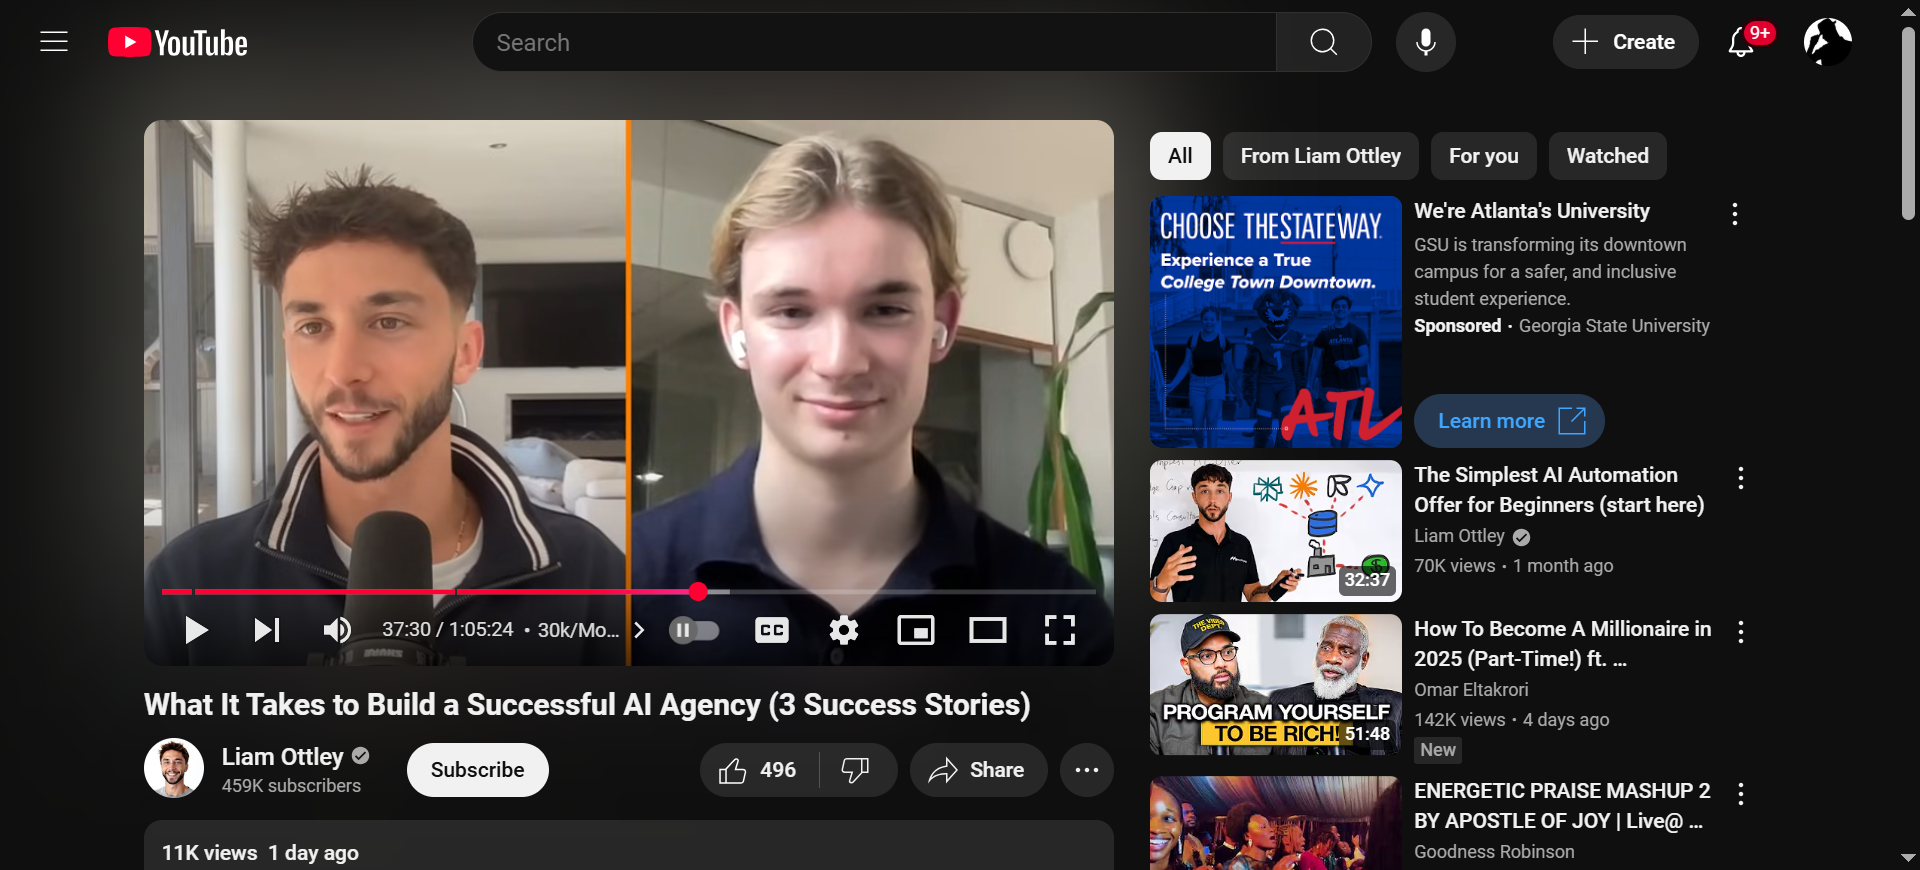 YouTube
Search
Create
9+
37:30 / 1:05:24 • 30k/Mo...
CC
What It Takes to Build a Successful AI Agency (3 Success Stories)
Liam Ottley
459K subscribers
Subscribe
496
Share
11K views 1 day ago
All
From Liam Ottley
For you
Watched
CHOOSE THE STATE WAY.
Experience a True
College Town Downtown.
ATL
We're Atlanta's University
GSU is transforming its downtown
campus for a safer, and inclusive
student experience.
Sponsored • Georgia State University
Learn more
32:37
The Simplest AI Automation
Offer for Beginners (start here)
Liam Ottley
70K views • 1 month ago
THE VIBES
DEPT.
PROGRAM YOURSELF
TO BE RICH!
51:48
How To Become A Millionaire in
2025 (Part-Time!) ft. ...
Omar Eltakrori
142K views • 4 days ago
New
ENERGETIC PRAISE MASHUP 2
BY APOSTLE OF JOY | Live@ ...
Goodness Robinson